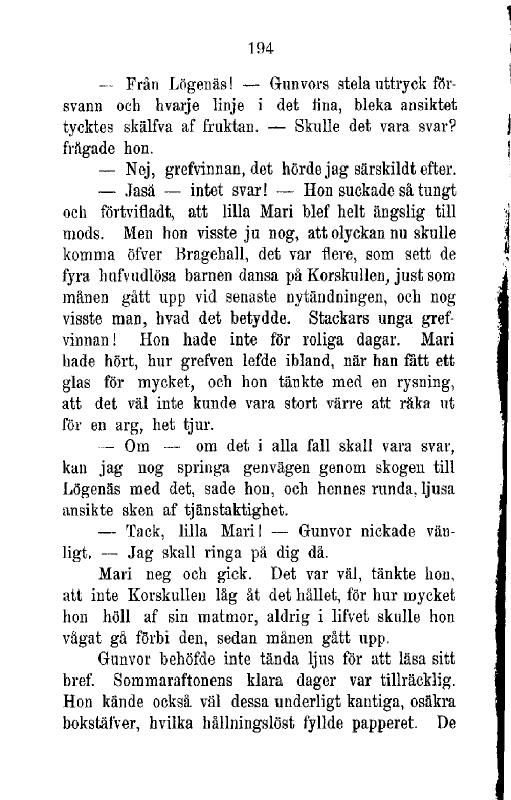 194
— Från Lögenäs! — Gunvors stela uttryck för-
svann och hvarje linje i det fina, bleka ansiktet
tycktes skälfva af fruktan. — Skulle det vara svar?
frågade hon.
— Nej, grefvinnan, det hörde jag särskildt efter.
— Jaså — intet svar! — Hon suckade så tungt
och förtvifladt, att lilla Mari blef helt ängslig till
mods. Men hon visste ju nog, att olyckan nu skulle
komma öfver Bragehall, det var flere, som sett de
fyra hufvudlösa barnen dansa på Korskullen, just som
månen gått upp vid senaste nytändningen, och nog
visste man, hvad det betydde. Stackars unga gref-
vinnan! Hon hade inte för roliga dagar. Mari
hade hört, hur grefven lefde ibland, när han fått ett
glas för mycket, och hon tänkte med en rysning,
att det väl inte kunde vara stort värre att råka ut
för en arg, het tjur.
— Om — om det i alla fall skall vara svar,
kan jag nog springa genvägen genom skogen till
Lögenäs med det, sade hon, och hennes runda, ljusa
ansikte sken af tjänstaktighet.
— Tack, lilla Mari! — Gunvor nickade vän-
ligt. — Jag skall ringa på dig då.
Mari neg och gick. Det var väl, tänkte hon,
att inte Korskullen låg åt det hållet, för hur mycket
hon höll af sin matmor, aldrig i lifvet skulle hon
vågat gå förbi den, sedan månen gått upp.
Gunvor behöfde inte tända ljus för att läsa sitt
bref. Sommaraftonens klara dager var tillräcklig.
Hon kände också väl dessa underligt kantiga, osäkra
bokstäfver, hvilka hållningslöst fyllde papperet. De